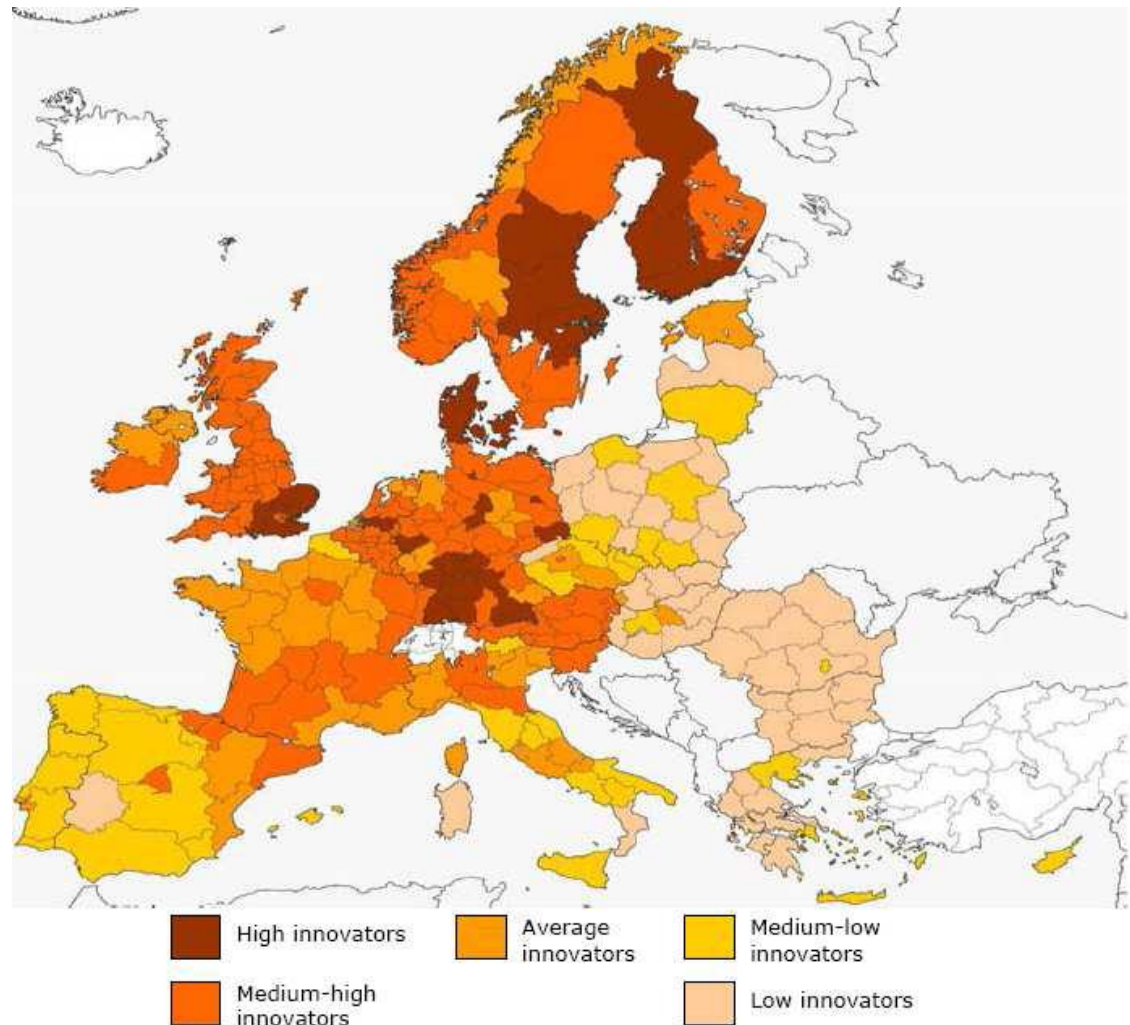 High innovators
Average
innovators
Medium-low
innovators
Medium-high
innovators
Low innovators